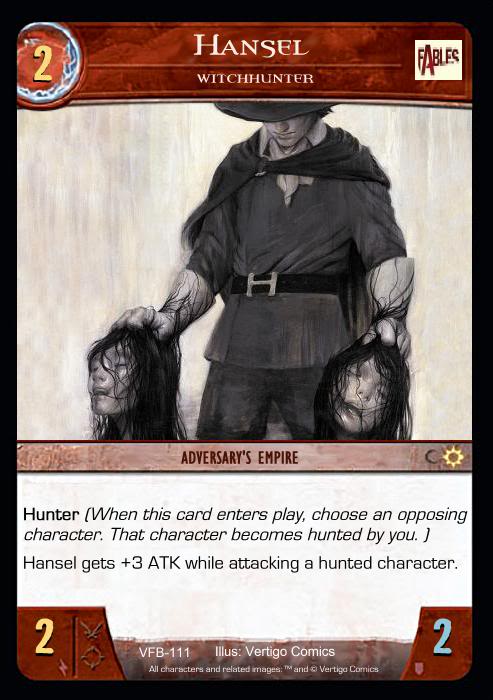 2
HANSEL
WITCHHUNTER
FABLES
H
ADVERSARY'S EMPIRE
C
Hunter (When this card enters play, choose an opposing
character. That character becomes hunted by you. )
Hansel gets +3 ATK while attacking a hunted character.
2
VFB-111 Illus: Vertigo Comics
All characters and related images: ™ and © Vertigo Comics
2